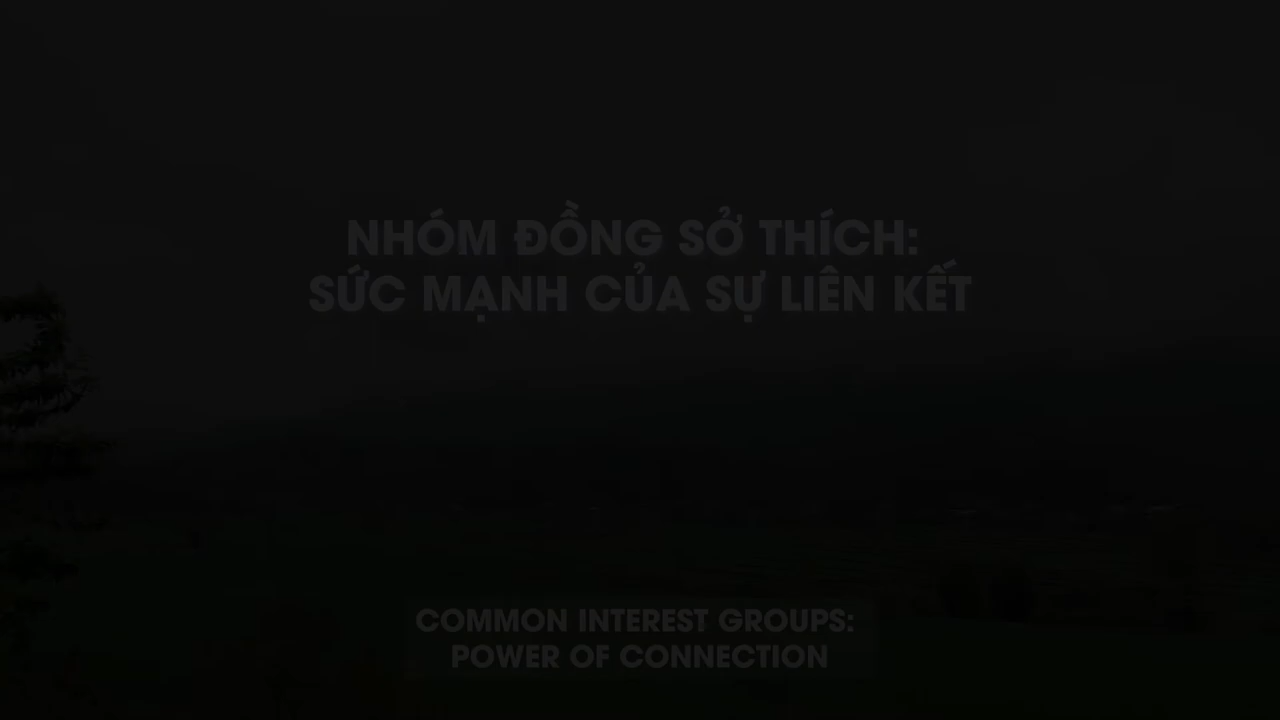 NHÓM ĐỒNG SỞ THÍCH:
SỨC MẠNH CỦA SỰ LIÊN KẾT
COMMON INTEREST GROUPS:
POWER OF CONNECTION